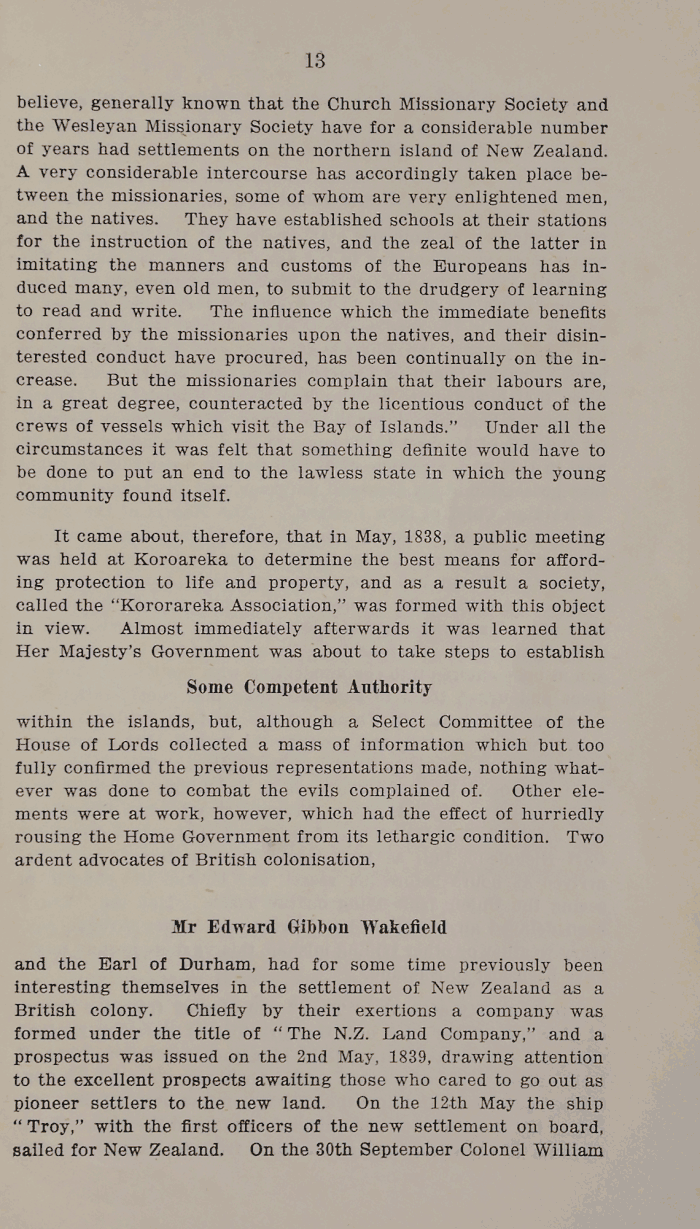 13
believe, generally known that the Church Missionary Society and
the Wesleyan Missionary Society have for a considerable number
of years had settlements on the northern island of New Zealand.
A very considerable intercourse has accordingly taken place be-
tween the missionaries, some of whom are very enlightened men,
and the natives. They have established schools at their stations
for the instruction of the natives, and the zeal of the latter in
imitating the manners and customs of the Europeans has in-
duced many, even old men, to submit to the drudgery of learning
to read and write. The influence which the immediate benefits
conferred by the missionaries upon the natives, and their disin-
terested conduct have procured, has been continually on the in-
crease. But the missionaries complain that their labours are,
in a great degree, counteracted by the licentious conduct of the
crews of vessels which visit the Bay of Islands." Under all the
circumstances it was felt that something definite would have to
be done to put an end to the lawless state in which the young
community found itself.
It came about, therefore, that in May, 1838, a public meeting
was held at Koroareka to determine the best means for afford-
ing protection to life and property, and as a result a society,
called the "Kororareka Association," was formed with this object
in view. Almost immediately afterwards it was learned that
Her Majesty's Government was about to take steps to establish
Some Competent Authority
within the islands, but, although a Select Committee of the
House of Lords collected a mass of information which but too
fully confirmed the previous representations made, nothing what-
ever was done to combat the evils complained of. Other ele-
ments were at work, however, which had the effect of hurriedly
rousing the Home Government from its lethargic condition. Two
ardent advocates of British colonisation,
Mr Edward Gibbon Wakefield
and the Earl of Durham, had for some time previously been
interesting themselves in the settlement of New Zealand as a
British colony. Chiefly by their exertions a company was
formed under the title of "The N.Z. Land Company," and a
prospectus was issued on the 2nd May, 1839, drawing attention
to the excellent prospects awaiting those who cared to go out as
pioneer settlers to the new land. On the 12th May the ship
"Troy," with the first officers of the new settlement on board,
sailed for New Zealand. On the 30th September Colonel William